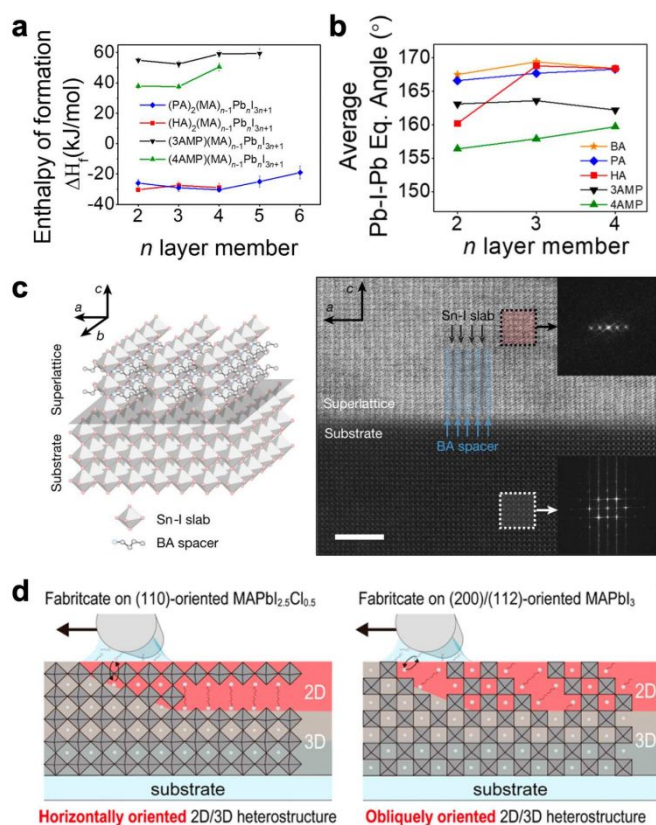 a
Enthalpy of formation
ΔHf(kJ/mol)
60
40
20
0
-20
-40
(PA)2(MA)n-1PbnI3n+1
(HA)2(MA)n-1PbnI3n+1
(3AMP)(MA)n-1PbnI3n+1
(4AMP)(MA)n-1PbnI3n+1
2 3 4 5 6
n layer member
b
Average
Pb-I-Pb Eq. Angle (°)
170
165
160
155
150
BA
PA
HA
3AMP
4AMP
2 3 4
n layer member
c
c
a
b
Superlattice
Substrate
Sn-I slab
BA spacer
c
a
Sn-I slab
Superlattice
Substrate
BA spacer
d
Fabritcate on (110)-oriented MAPbI2.5Cl0.5
2D
3D
substrate
Horizontally oriented 2D/3D heterostructure
Fabritcate on (200)/(112)-oriented MAPbI3
2D
3D
substrate
Obliquely oriented 2D/3D heterostructure